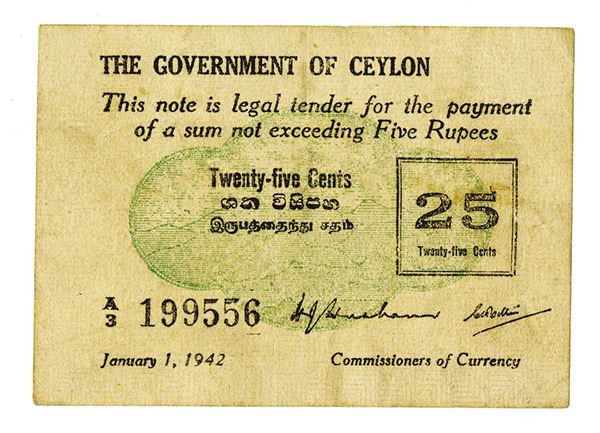 THE GOVERNMENT OF CEYLON
This note is legal tender for the payment
of a sum not exceeding Five Rupees
Twenty-five Cents
ශත විසිපහ
இருபத்தைந்து சதம்
25
Twenty-five Cents
A/3 199556
January 1, 1942
Commissioners of Currency